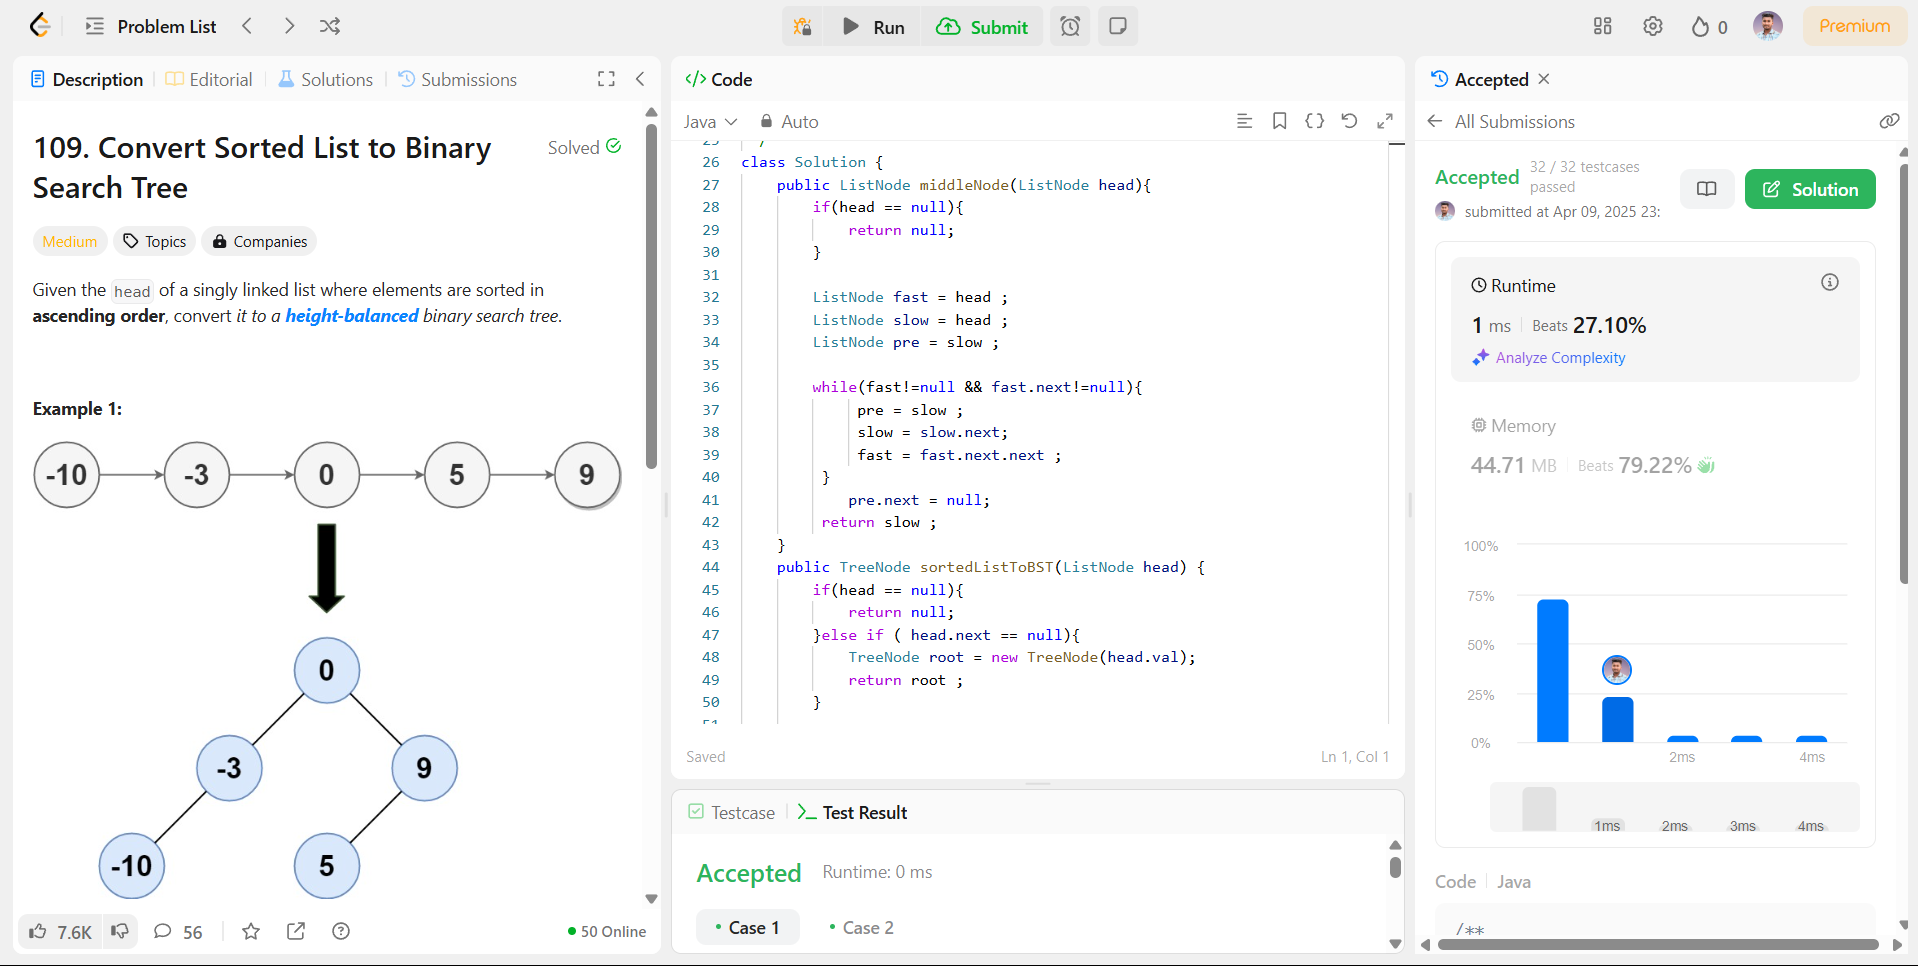 Problem List
Run
Submit
0
Premium
Description
Editorial
Solutions
Submissions
109. Convert Sorted List to Binary
Search Tree
Solved
Medium
Topics
Companies
Given the head of a singly linked list where elements are sorted in
ascending order, convert it to a height-balanced binary search tree.
Example 1:
-10 -3 0 5 9
0
-3 9
-10 5
7.6K
56
50 Online
</> Code
Java
Auto
26 class Solution {
27 public ListNode middleNode(ListNode head){
28 if(head == null){
29 return null;
30 }
31
32 ListNode fast = head ;
33 ListNode slow = head ;
34 ListNode pre = slow ;
35
36 while(fast!=null && fast.next!=null){
37 pre = slow ;
38 slow = slow.next;
39 fast = fast.next.next ;
40 }
41 pre.next = null;
42 return slow ;
43 }
44 public TreeNode sortedListToBST(ListNode head) {
45 if(head == null){
46 return null;
47 }else if ( head.next == null){
48 TreeNode root = new TreeNode(head.val);
49 return root ;
50 }
Saved
Ln 1, Col 1
Testcase
Test Result
Accepted
Runtime: 0 ms
Case 1
Case 2
Accepted
All Submissions
Accepted
32 / 32 testcases
passed
submitted at Apr 09, 2025 23:
Solution
Runtime
1 ms
Beats 27.10%
Analyze Complexity
Memory
44.71 MB
Beats 79.22%
100%
75%
50%
25%
0%
2ms 4ms
1ms 2ms 3ms 4ms
Code
Java
/**